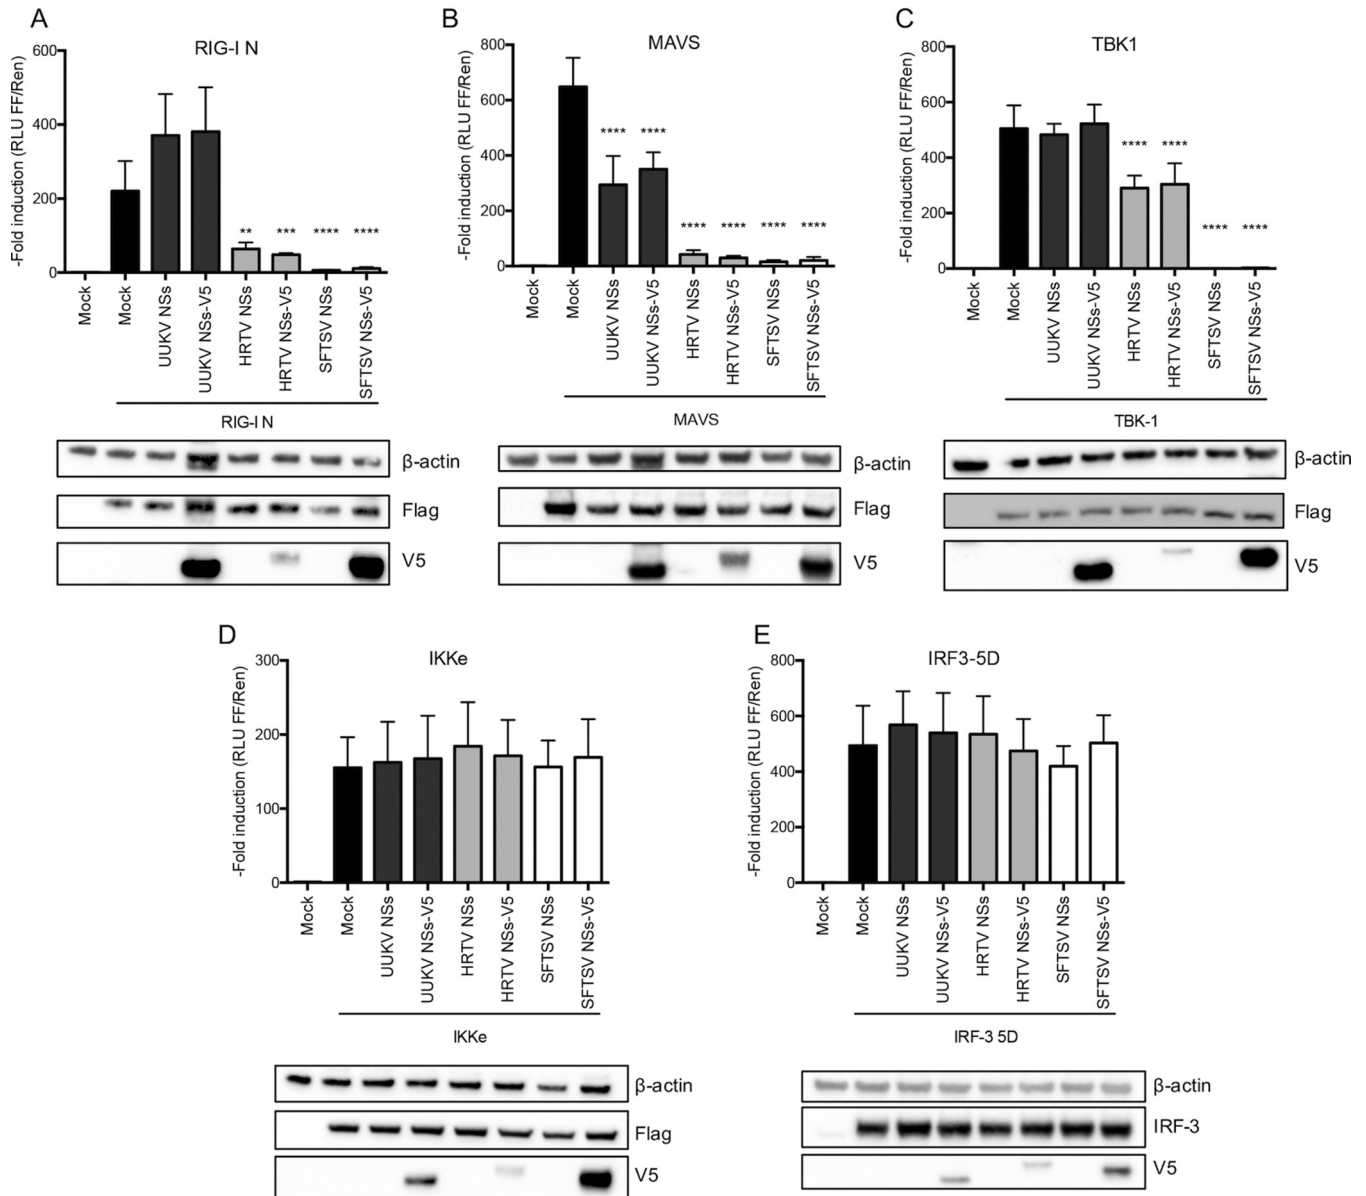 A
RIG-I N
-Fold induction (RLU FF/Ren)
600
400
200
0
Mock
Mock
UUKV NSs
UUKV NSs-V5
HRTV NSs
HRTV NSs-V5
SFTSV NSs
SFTSV NSs-V5
** *** **** ****
RIG-I N
β-actin
Flag
V5
B
MAVS
-Fold induction (RLU FF/Ren)
800
600
400
200
0
**** **** **** **** **** ****
Mock
Mock
UUKV NSs
UUKV NSs-V5
HRTV NSs
HRTV NSs-V5
SFTSV NSs
SFTSV NSs-V5
MAVS
β-actin
Flag
V5
C
TBK1
-Fold induction (RLU FF/Ren)
800
600
400
200
0
**** **** **** ****
Mock
Mock
UUKV NSs
UUKV NSs-V5
HRTV NSs
HRTV NSs-V5
SFTSV NSs
SFTSV NSs-V5
TBK-1
β-actin
Flag
V5
D
IKKe
-Fold induction (RLU FF/Ren)
300
200
100
0
Mock
Mock
UUKV NSs
UUKV NSs-V5
HRTV NSs
HRTV NSs-V5
SFTSV NSs
SFTSV NSs-V5
IKKe
β-actin
Flag
V5
E
IRF3-5D
-Fold induction (RLU FF/Ren)
800
600
400
200
0
Mock
Mock
UUKV NSs
UUKV NSs-V5
HRTV NSs
HRTV NSs-V5
SFTSV NSs
SFTSV NSs-V5
IRF-3 5D
β-actin
IRF-3
V5